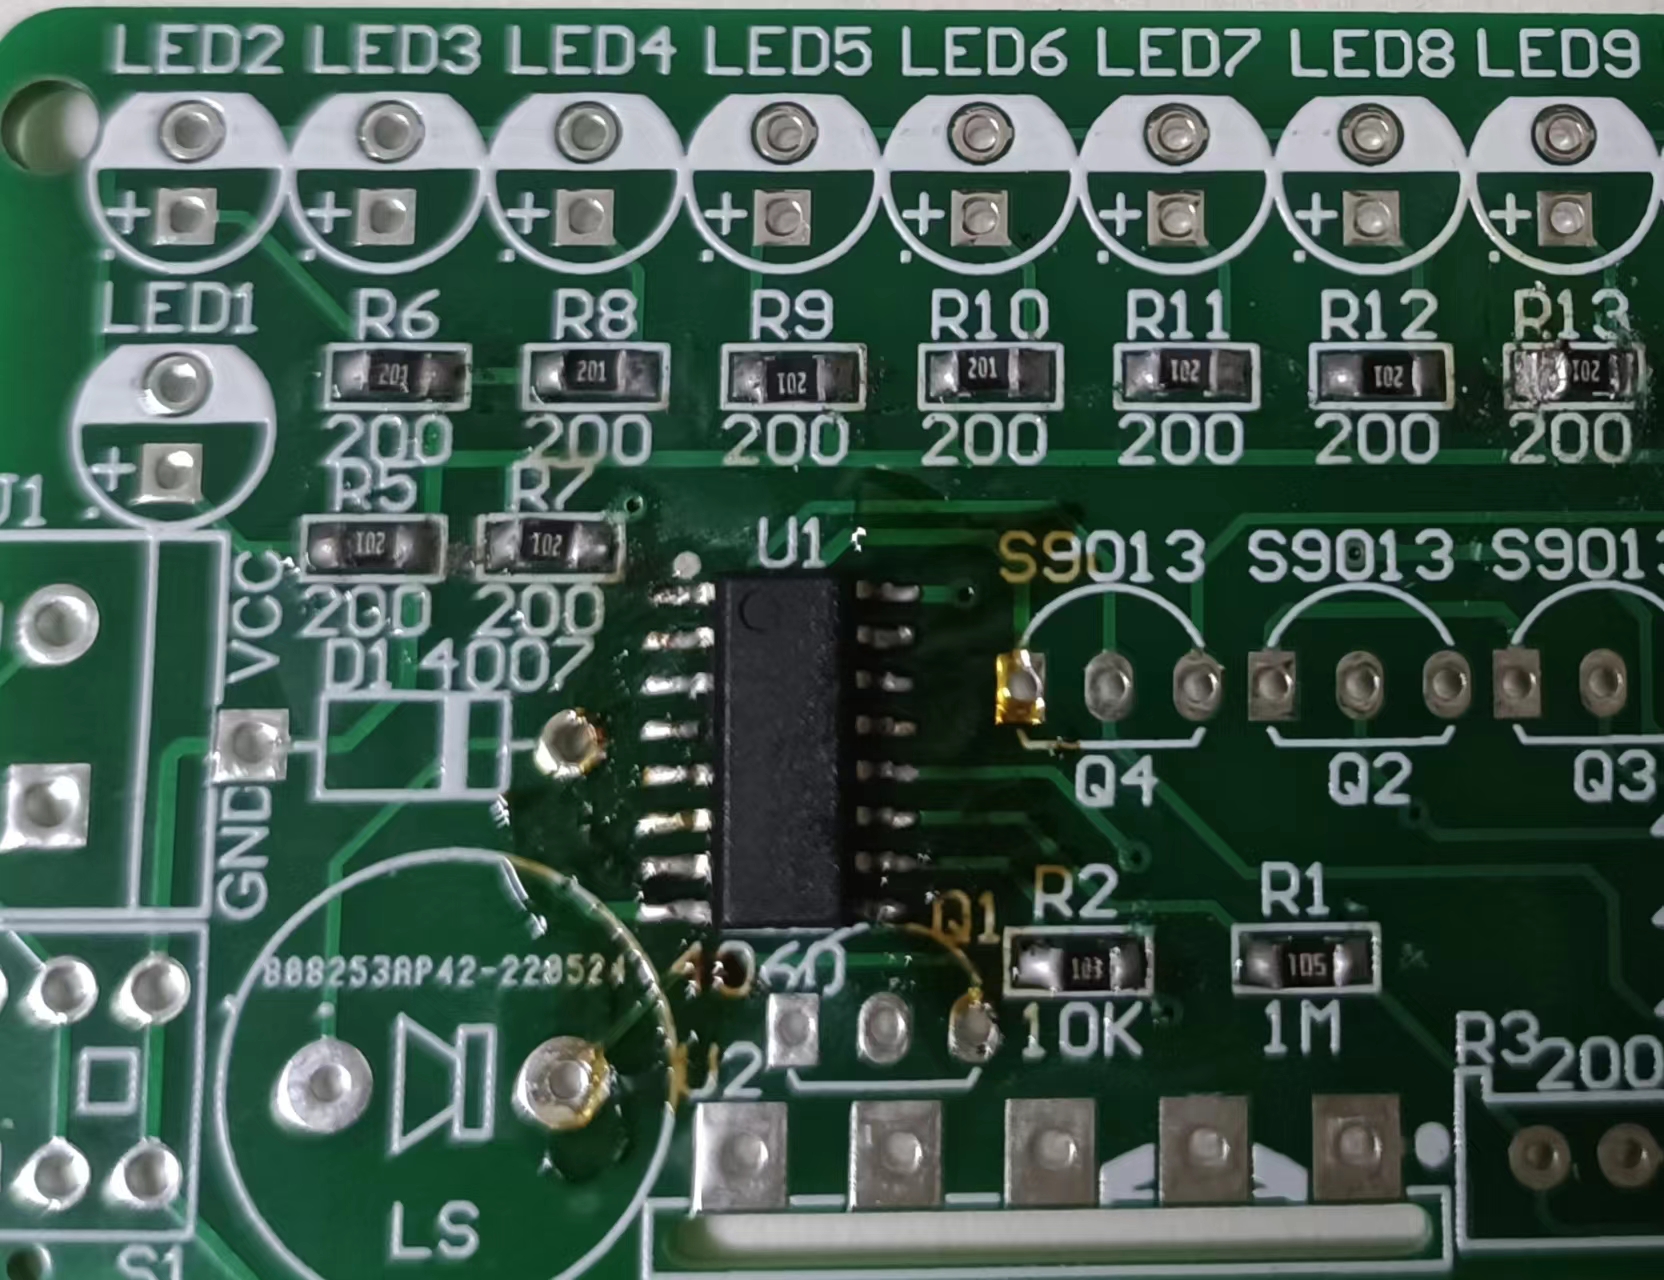 LED2 LED3 LED4 LED5 LED6 LED7 LED8 LED9
+ + + + + + + +
LED1 R6 R8 R9 R10 R11 R12 R13
201 201 102 201 102 102 102
200 200 200 200 200 200 200
+
J1 R5 R7
102 102
U1 S9013 S9013 S9013
VCC
200 200
D1 4007
Q4 Q2 Q3
GND
Q1 R2 R1
103 105
808253AP42-220524
4060
10K 1M
U2
R3 200
LS
S1